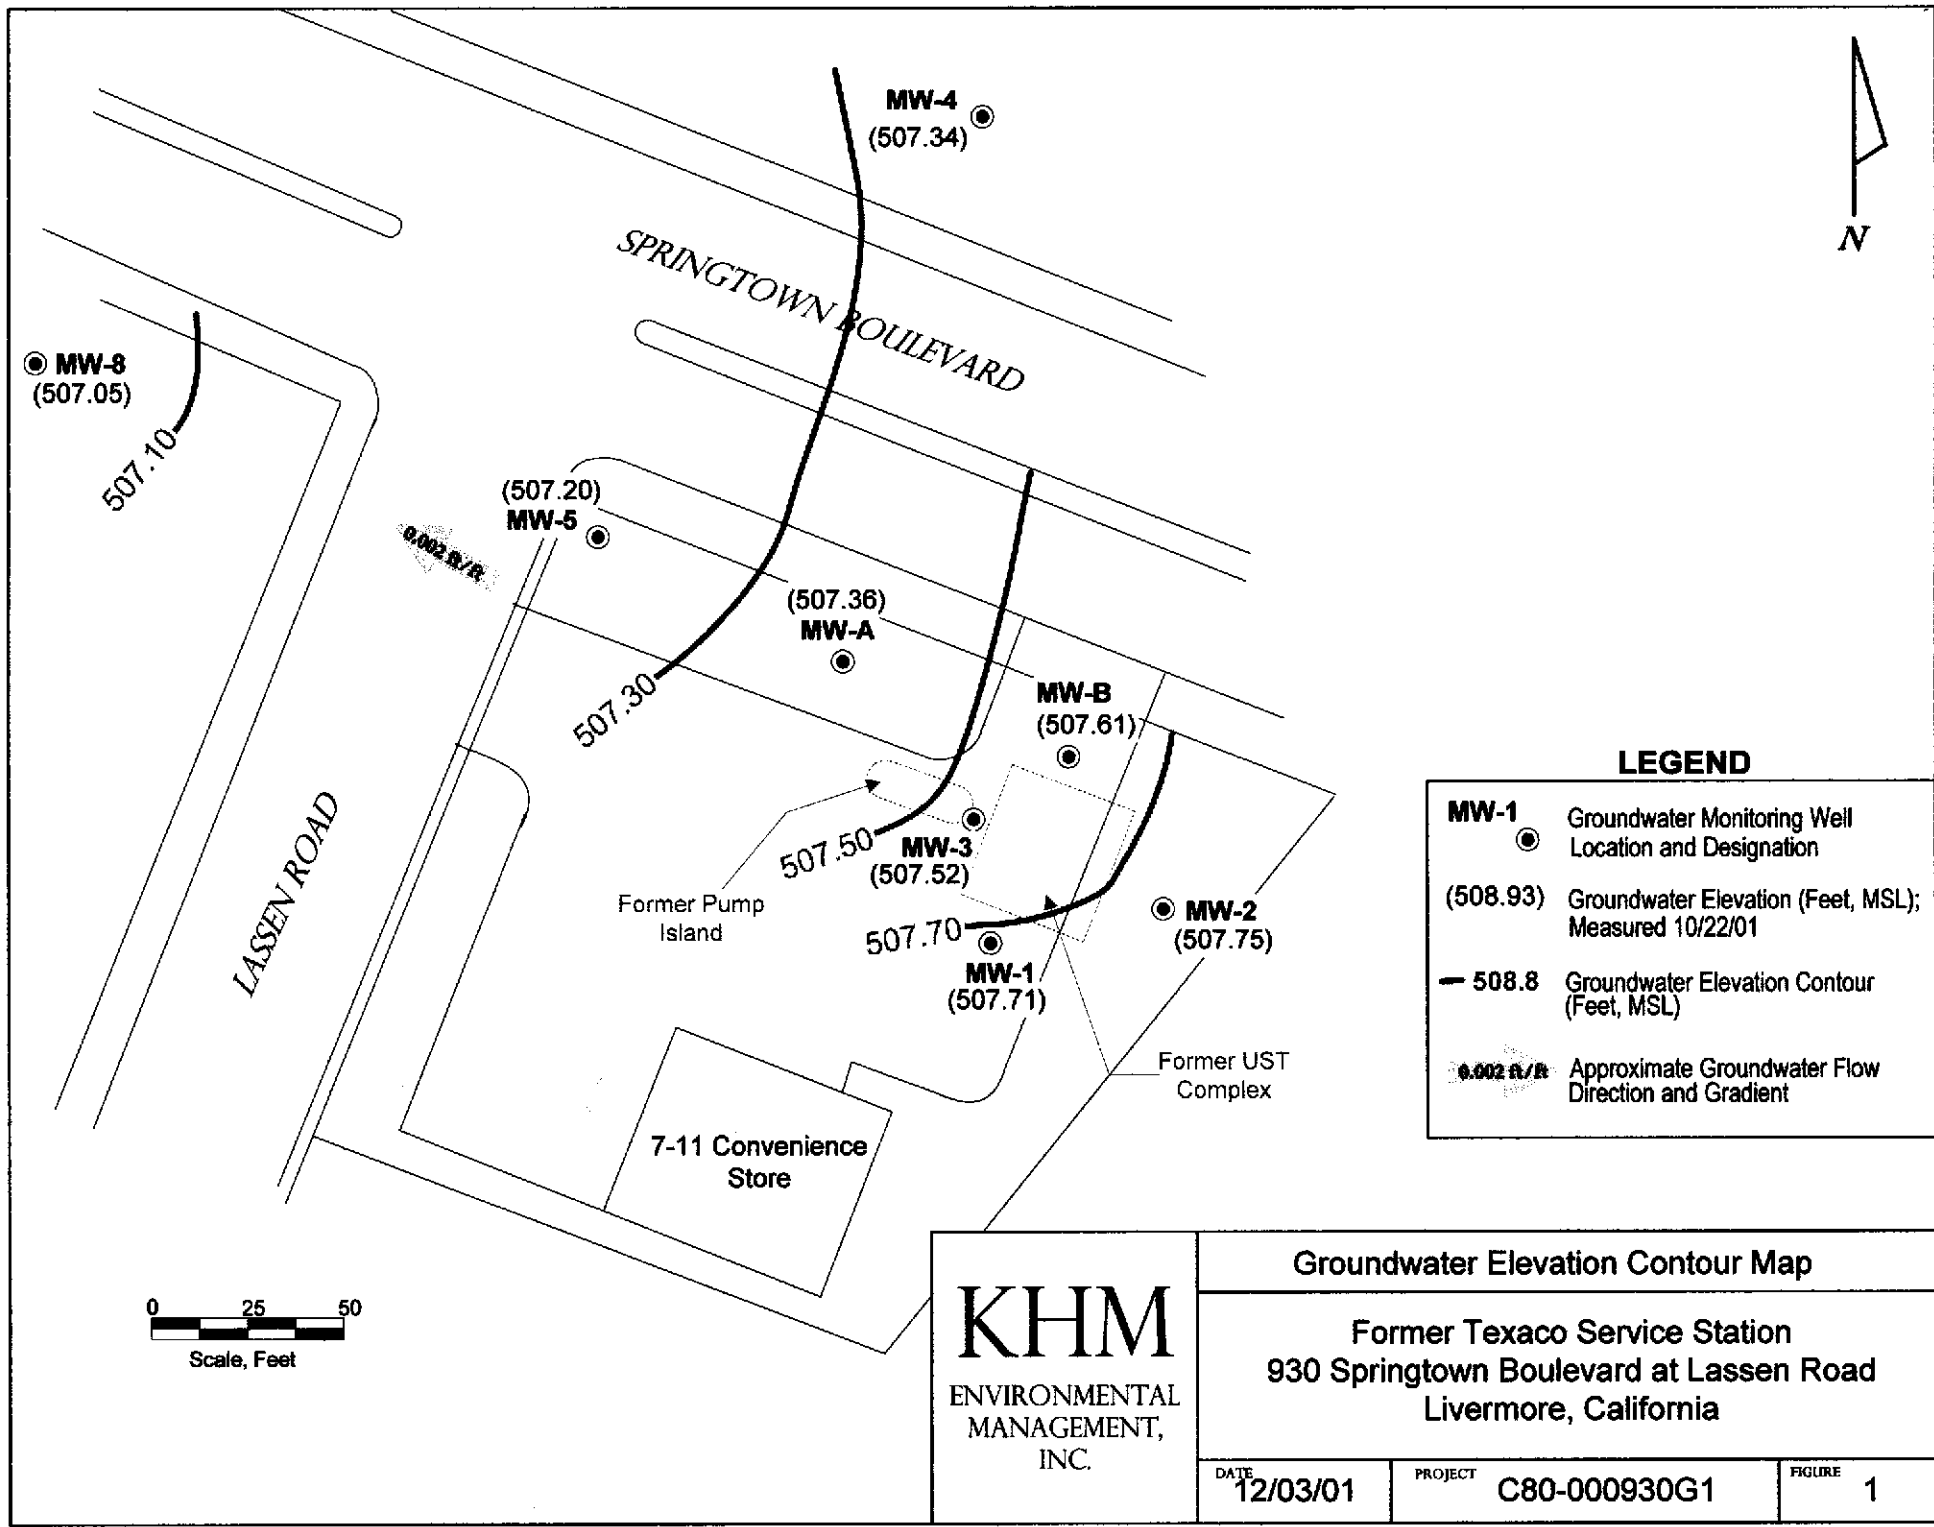 MW-4
(507.34)
N
SPRINGTOWN BOULEVARD
MW-8
(507.05)
507.10
(507.20)
MW-5
0.002 ft/ft
(507.36)
MW-A
507.30
MW-B
(507.61)
507.50
MW-3
(507.52)
Former Pump
Island
507.70
MW-1
(507.71)
MW-2
(507.75)
LASSEN ROAD
Former UST
Complex
7-11 Convenience
Store
LEGEND
MW-1
Groundwater Monitoring Well
Location and Designation
(508.93)
Groundwater Elevation (Feet, MSL);
Measured 10/22/01
508.8
Groundwater Elevation Contour
(Feet, MSL)
0.002 ft/ft
Approximate Groundwater Flow
Direction and Gradient
0 25 50
Scale, Feet
KHM
ENVIRONMENTAL
MANAGEMENT,
INC.
Groundwater Elevation Contour Map
Former Texaco Service Station
930 Springtown Boulevard at Lassen Road
Livermore, California
DATE 12/03/01
PROJECT C80-000930G1
FIGURE 1